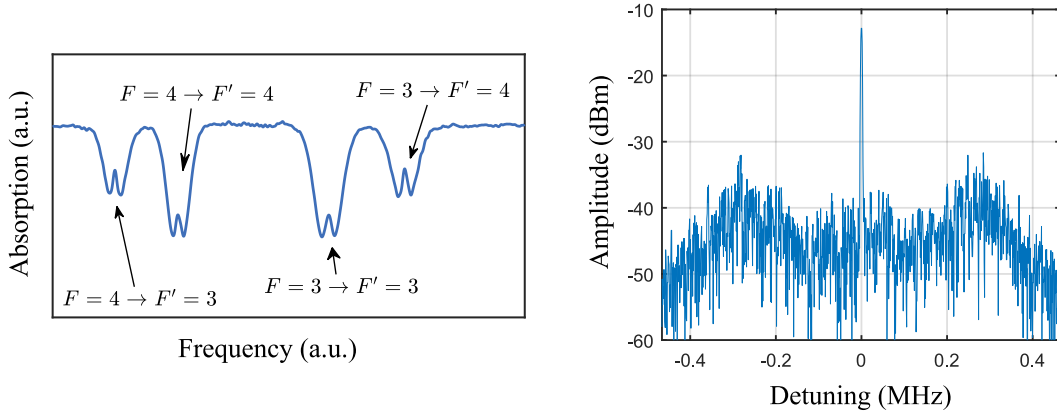 Absorption (a.u.)
F = 4 → F′ = 4
F = 3 → F′ = 4
F = 4 → F′ = 3
F = 3 → F′ = 3
Frequency (a.u.)
Amplitude (dBm)
-10
-20
-30
-40
-50
-60
-0.4
-0.2
0
0.2
0.4
Detuning (MHz)